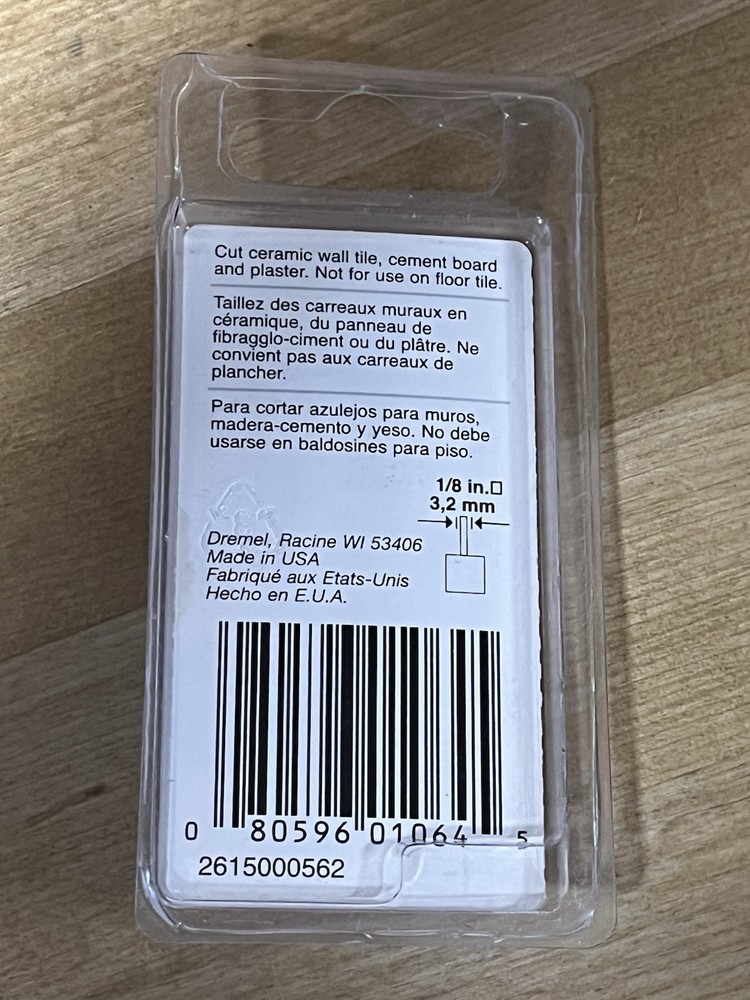 Cut ceramic wall tile, cement board
and plaster. Not for use on floor tile.
Taillez des carreaux muraux en
céramique, du panneau de
fibragglo-ciment ou du plâtre. Ne
convient pas aux carreaux de
plancher.
Para cortar azulejos para muros,
madera-cemento y yeso. No debe
usarse en baldosines para piso.
1/8 in.□
3,2 mm
Dremel, Racine WI 53406
Made in USA
Fabriqué aux Etats-Unis
Hecho en E.U.A.
0 80596 01064 5
2615000562